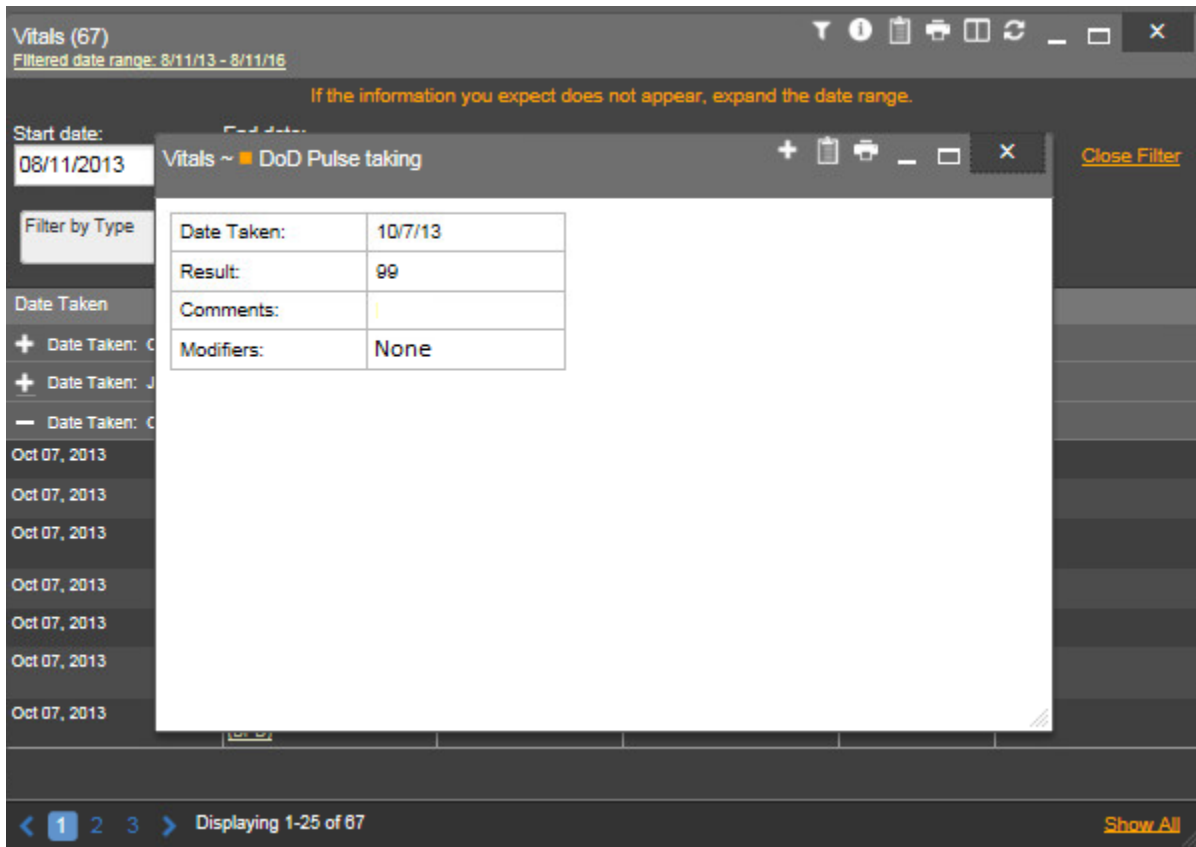 Vitals (67)
Filtered date range: 8/11/13 - 8/11/16
If the information you expect does not appear, expand the date range.
Start date:
08/11/2013
Close Filter
Filter by Type
Vitals ~ DoD Pulse taking
Date Taken: 10/7/13
Result: 99
Comments:
Modifiers: None
Date Taken
Date Taken:
Date Taken: J
Date Taken:
Oct 07, 2013
Oct 07, 2013
Oct 07, 2013
Oct 07, 2013
Oct 07, 2013
Oct 07, 2013
Oct 07, 2013
1 2 3 Displaying 1-25 of 67
Show All